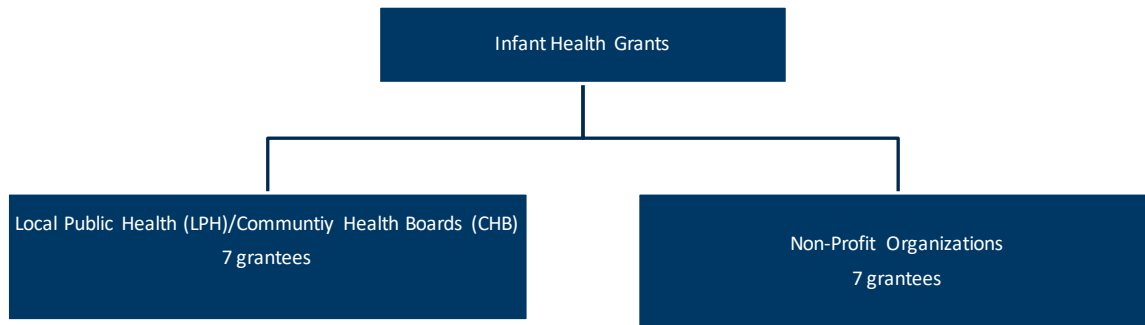 Infant Health Grants
Local Public Health (LPH)/Communtiy Health Boards (CHB)
7 grantees
Non-Profit Organizations
7 grantees